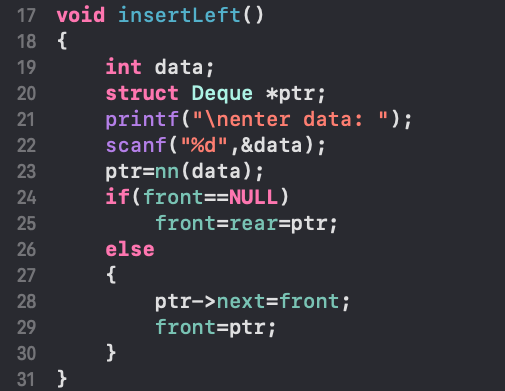 17 void insertLeft()
18 {
19     int data;
20     struct Deque *ptr;
21     printf("\nenter data: ");
22     scanf("%d",&data);
23     ptr=nn(data);
24     if(front==NULL)
25         front=rear=ptr;
26     else
27     {
28         ptr->next=front;
29         front=ptr;
30     }
31 }